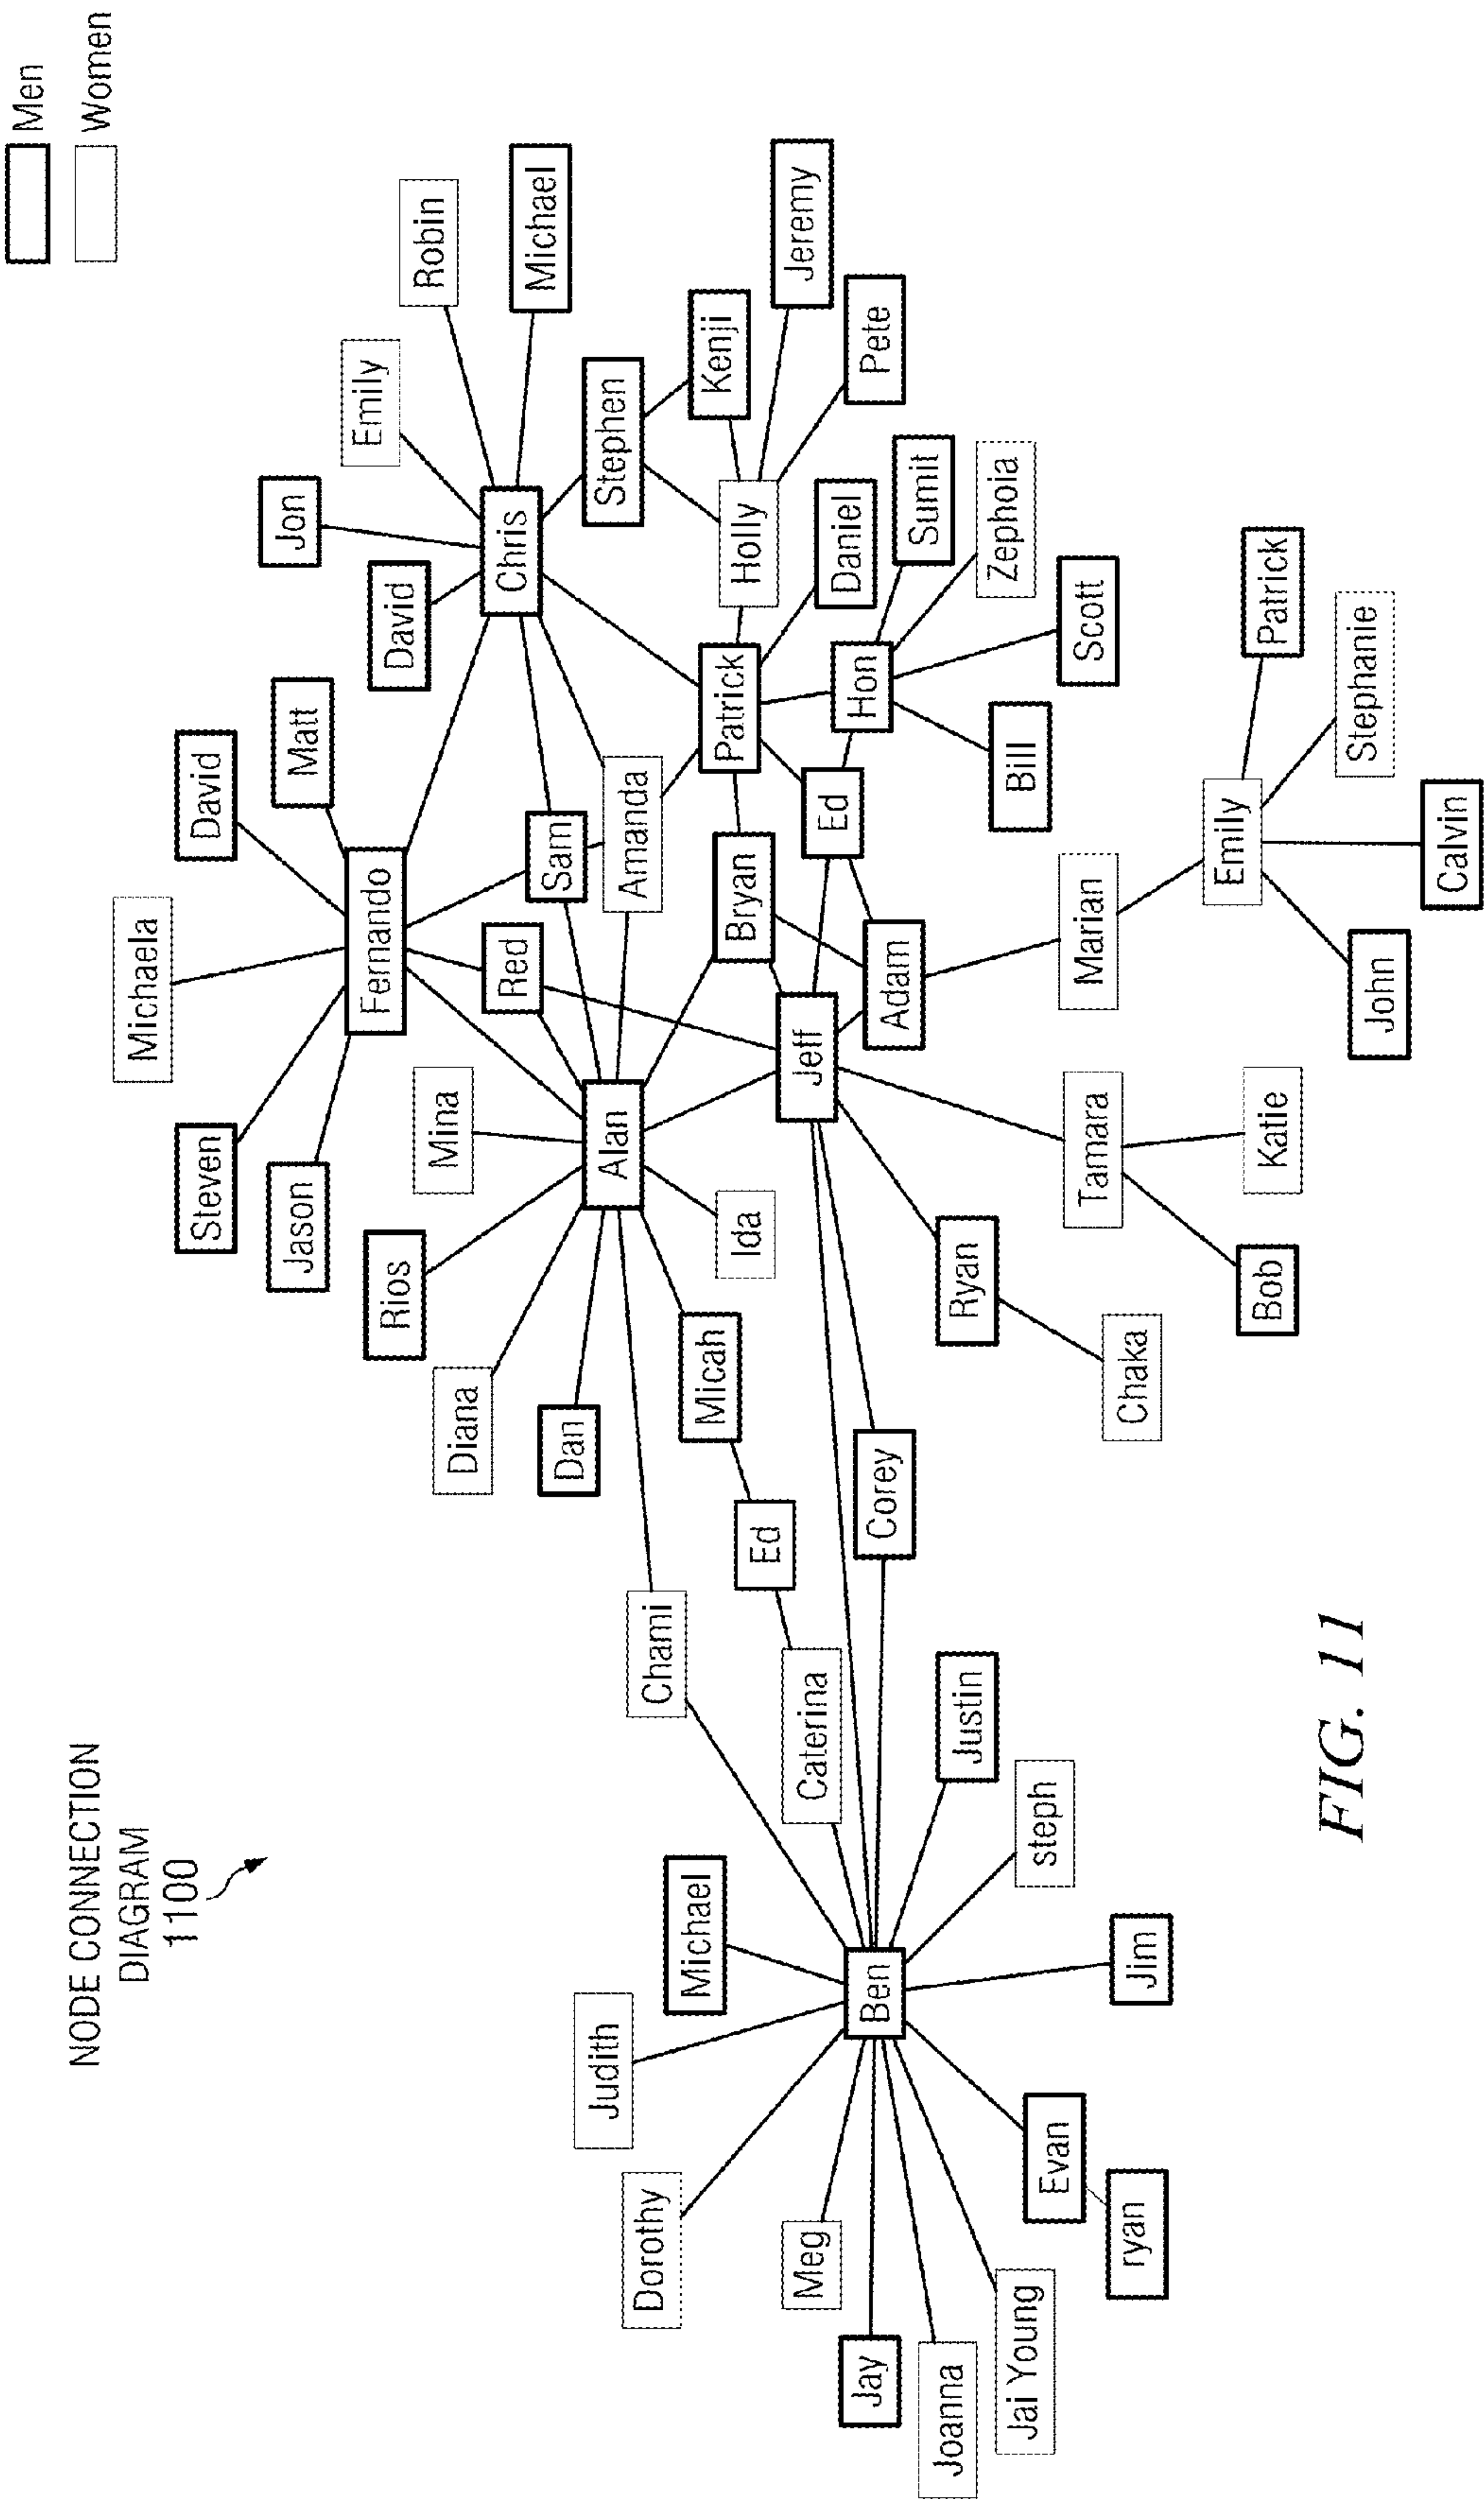 NODE CONNECTION
DIAGRAM
1100
Men
Women
Michaela
David
Steven
Matt
Jon
Jason
Fernando
Emily
David
Rios
Robin
Mina
Diana
Red
Chris
Michael
Sam
Dan
Alan
Stephen
Amanda
Judith
Chami
Dorothy
Michael
Micah
Kenji
Patrick
Bryan
Ida
Holly
Ed
Jeremy
Caterina
Meg
Jeff
Ed
Daniel
Pete
Hon
Ben
Jay
Corey
Adam
Sumit
Joanna
Justin
Ryan
Zephoia
Bill
Jai Young
steph
Evan
Scott
Marian
Tamara
Chaka
Jim
ryan
Emily
Patrick
Katie
Bob
Stephanie
John
Calvin
FIG. 11